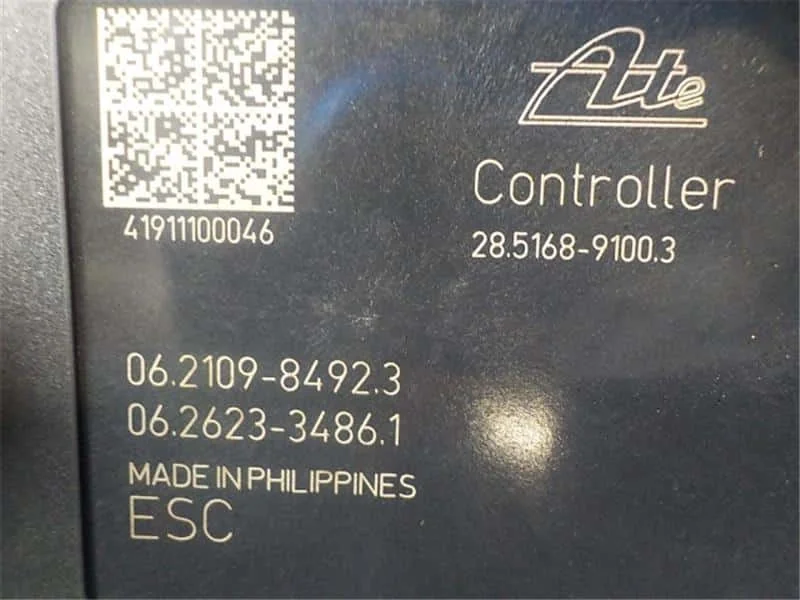 Ate
Controller
28.5168-9100.3
41911100046
06.2109-8492.3
06.2623-3486.1
MADE IN PHILIPPINES
ESC